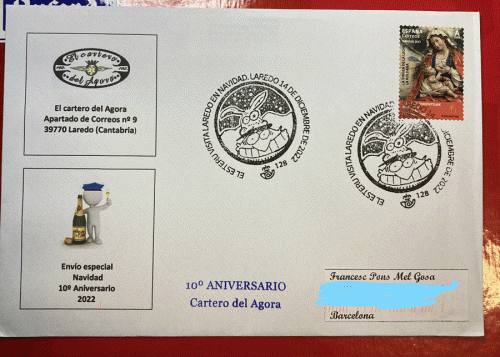 El cartero
del Agora
El cartero del Agora
Apartado de Correos nº 9
39770 Laredo (Cantabria)
EL ESTERU VISITA LAREDO EN NAVIDAD. LAREDO 14 DE DICIEMBRE DE 2022
128
ESPAÑA
Correos
EL ESTERU VISITA LAREDO EN NAVIDAD
DICIEMBRE DE 2022
128
Envío especial
Navidad
10º Aniversario
2022
10º ANIVERSARIO
Cartero del Agora
Francesc Pons Mel Gosa
Barcelona